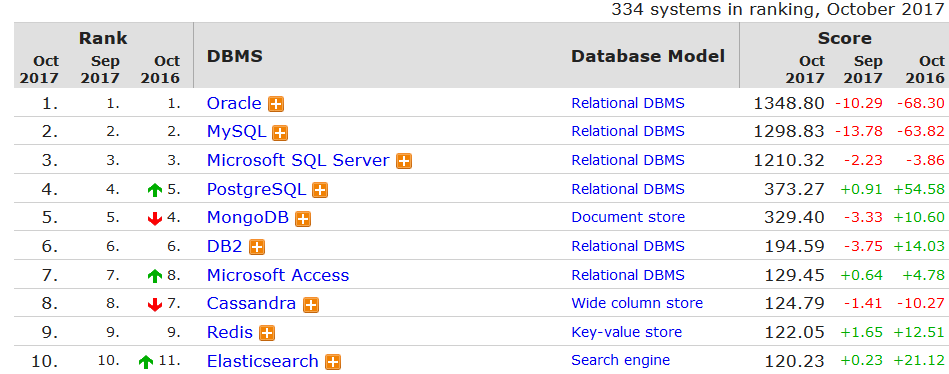 334 systems in ranking, October 2017
Rank DBMS Database Model Score
Oct 2017 Sep 2017 Oct 2016 Oct 2017 Sep 2017 Oct 2016
1. 1. 1. Oracle Relational DBMS 1348.80 -10.29 -68.30
2. 2. 2. MySQL Relational DBMS 1298.83 -13.78 -63.82
3. 3. 3. Microsoft SQL Server Relational DBMS 1210.32 -2.23 -3.86
4. 4. 5. PostgreSQL Relational DBMS 373.27 +0.91 +54.58
5. 5. 4. MongoDB Document store 329.40 -3.33 +10.60
6. 6. 6. DB2 Relational DBMS 194.59 -3.75 +14.03
7. 7. 8. Microsoft Access Relational DBMS 129.45 +0.64 +4.78
8. 8. 7. Cassandra Wide column store 124.79 -1.41 -10.27
9. 9. 9. Redis Key-value store 122.05 +1.65 +12.51
10. 10. 11. Elasticsearch Search engine 120.23 +0.23 +21.12